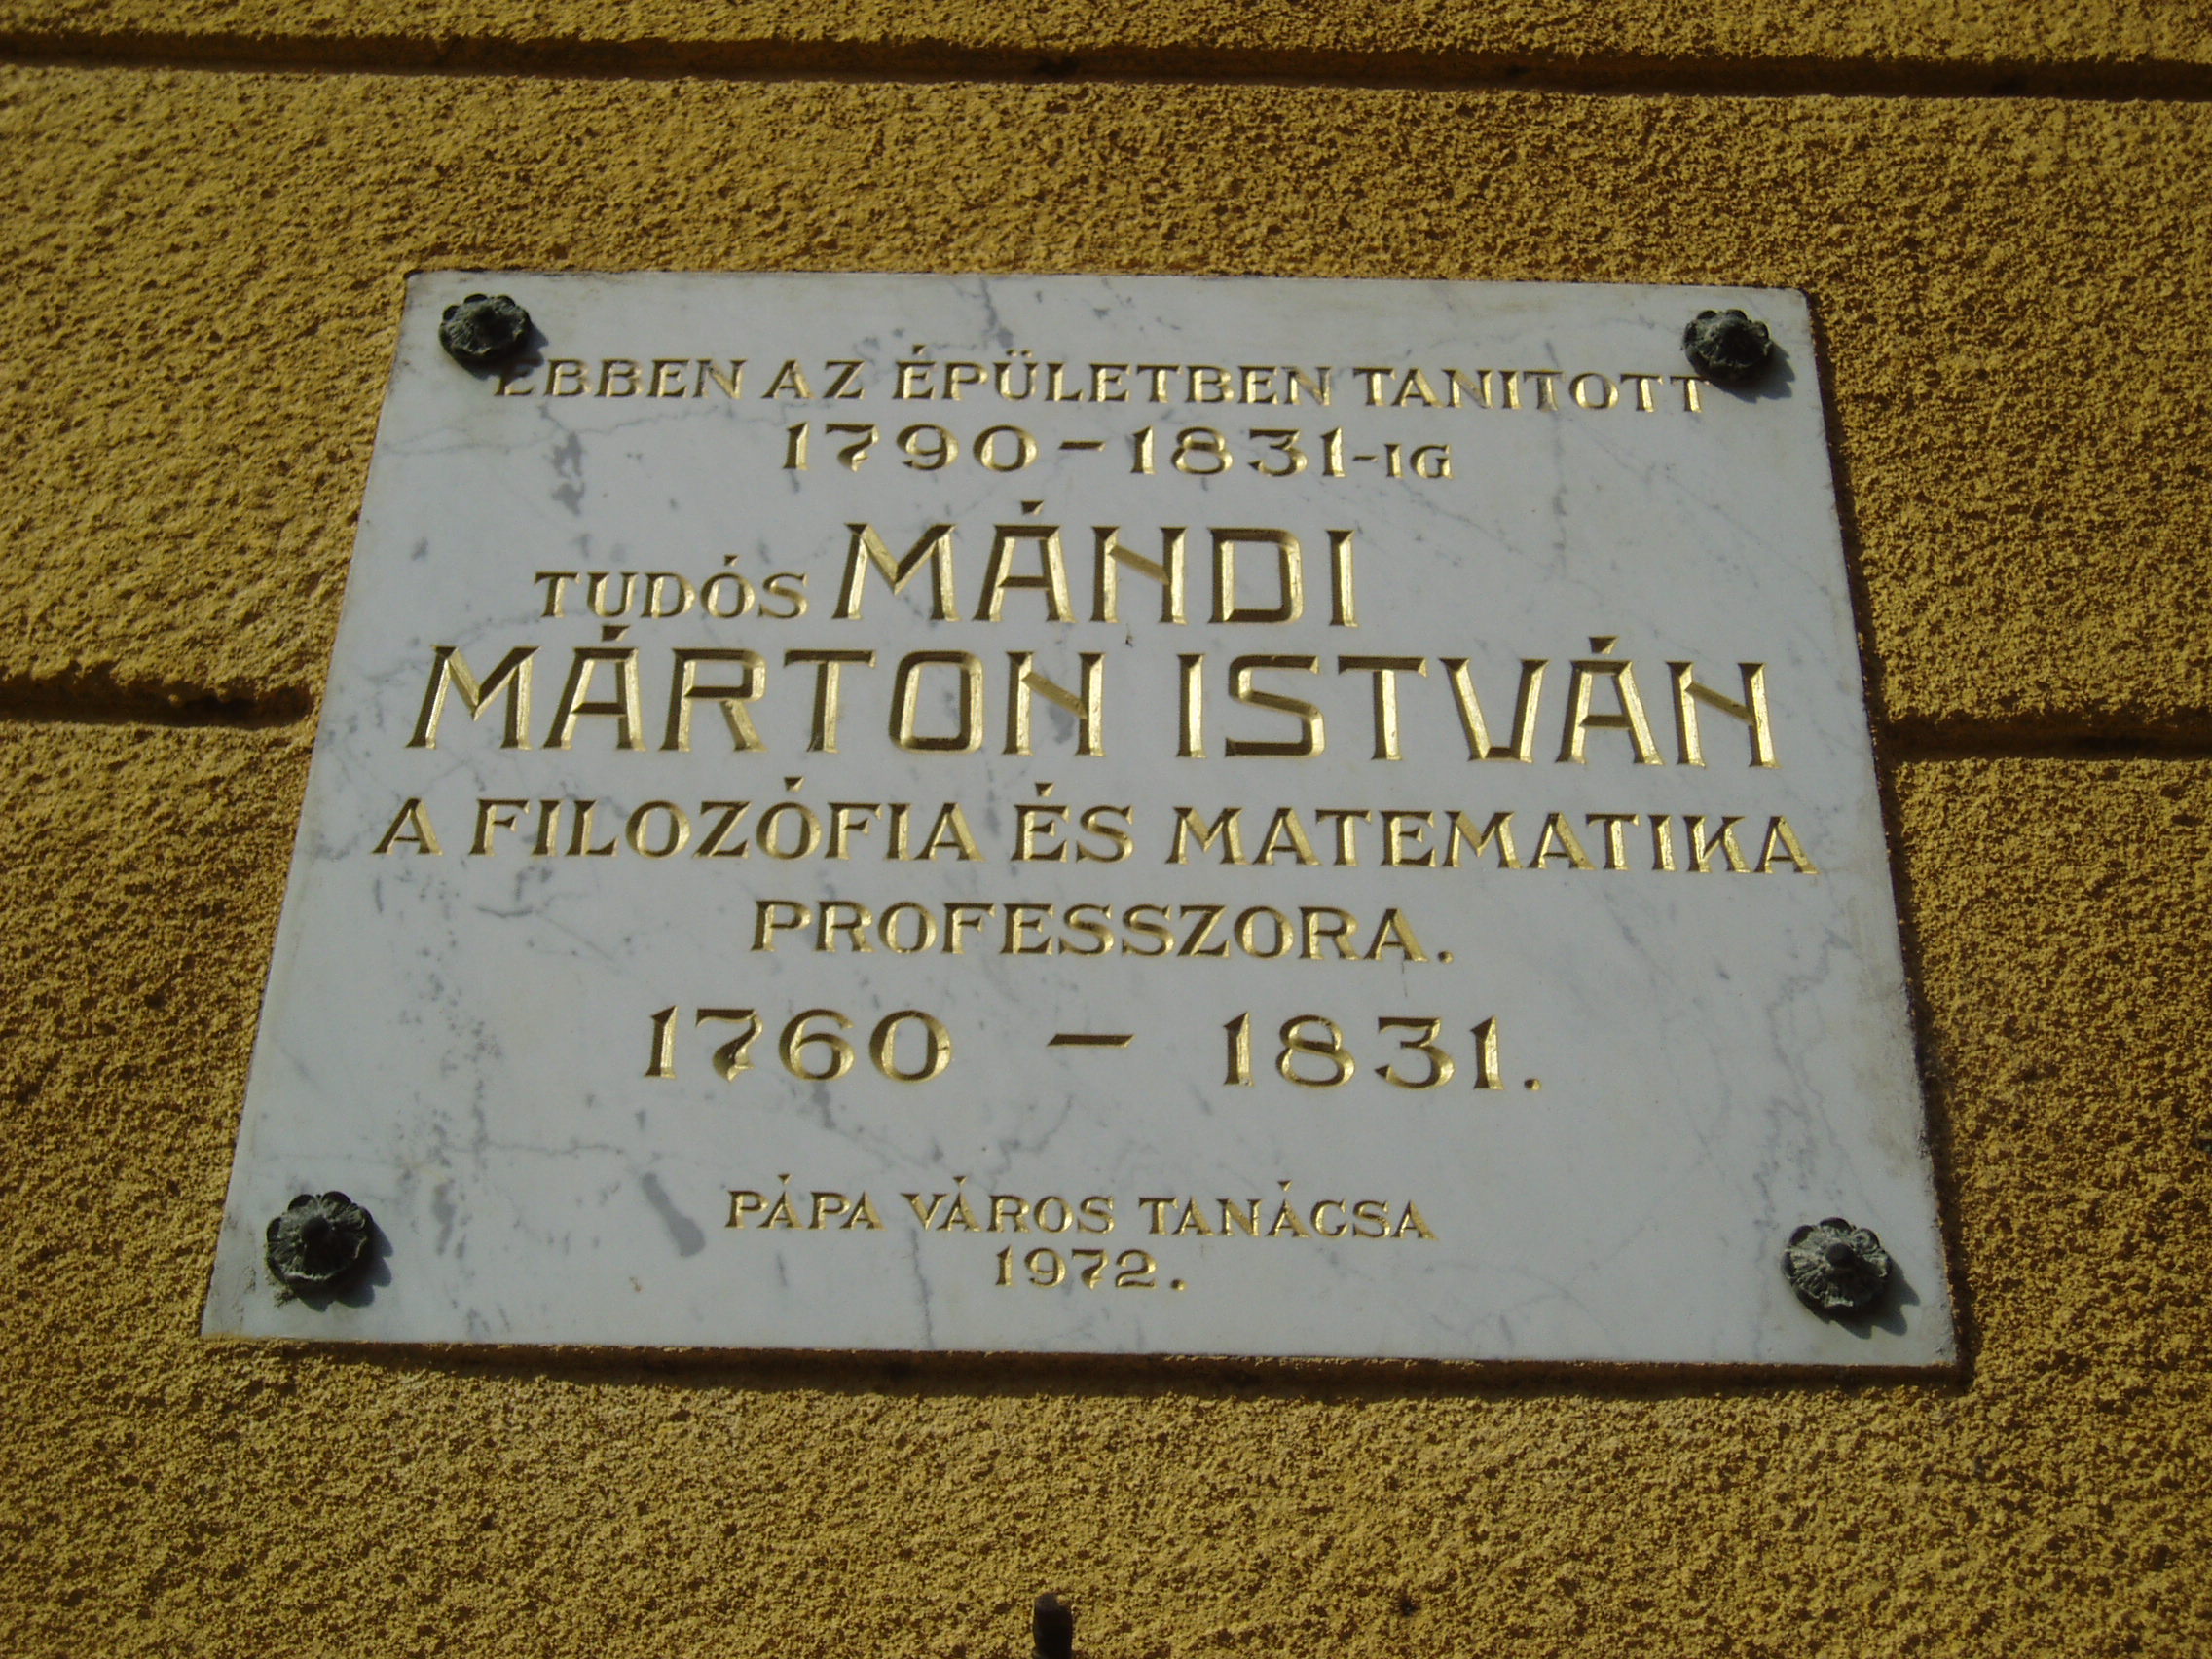 EBBEN AZ ÉPÜLETBEN TANITOTT
1790-1831-IG
TUDÓS MÁNDI
MÁRTON ISTVÁN
A FILOZÓFIA ÉS MATEMATIKA
PROFESSZORA.
1760 - 1831.
PÁPA VÁROS TANÁCSA
1972.